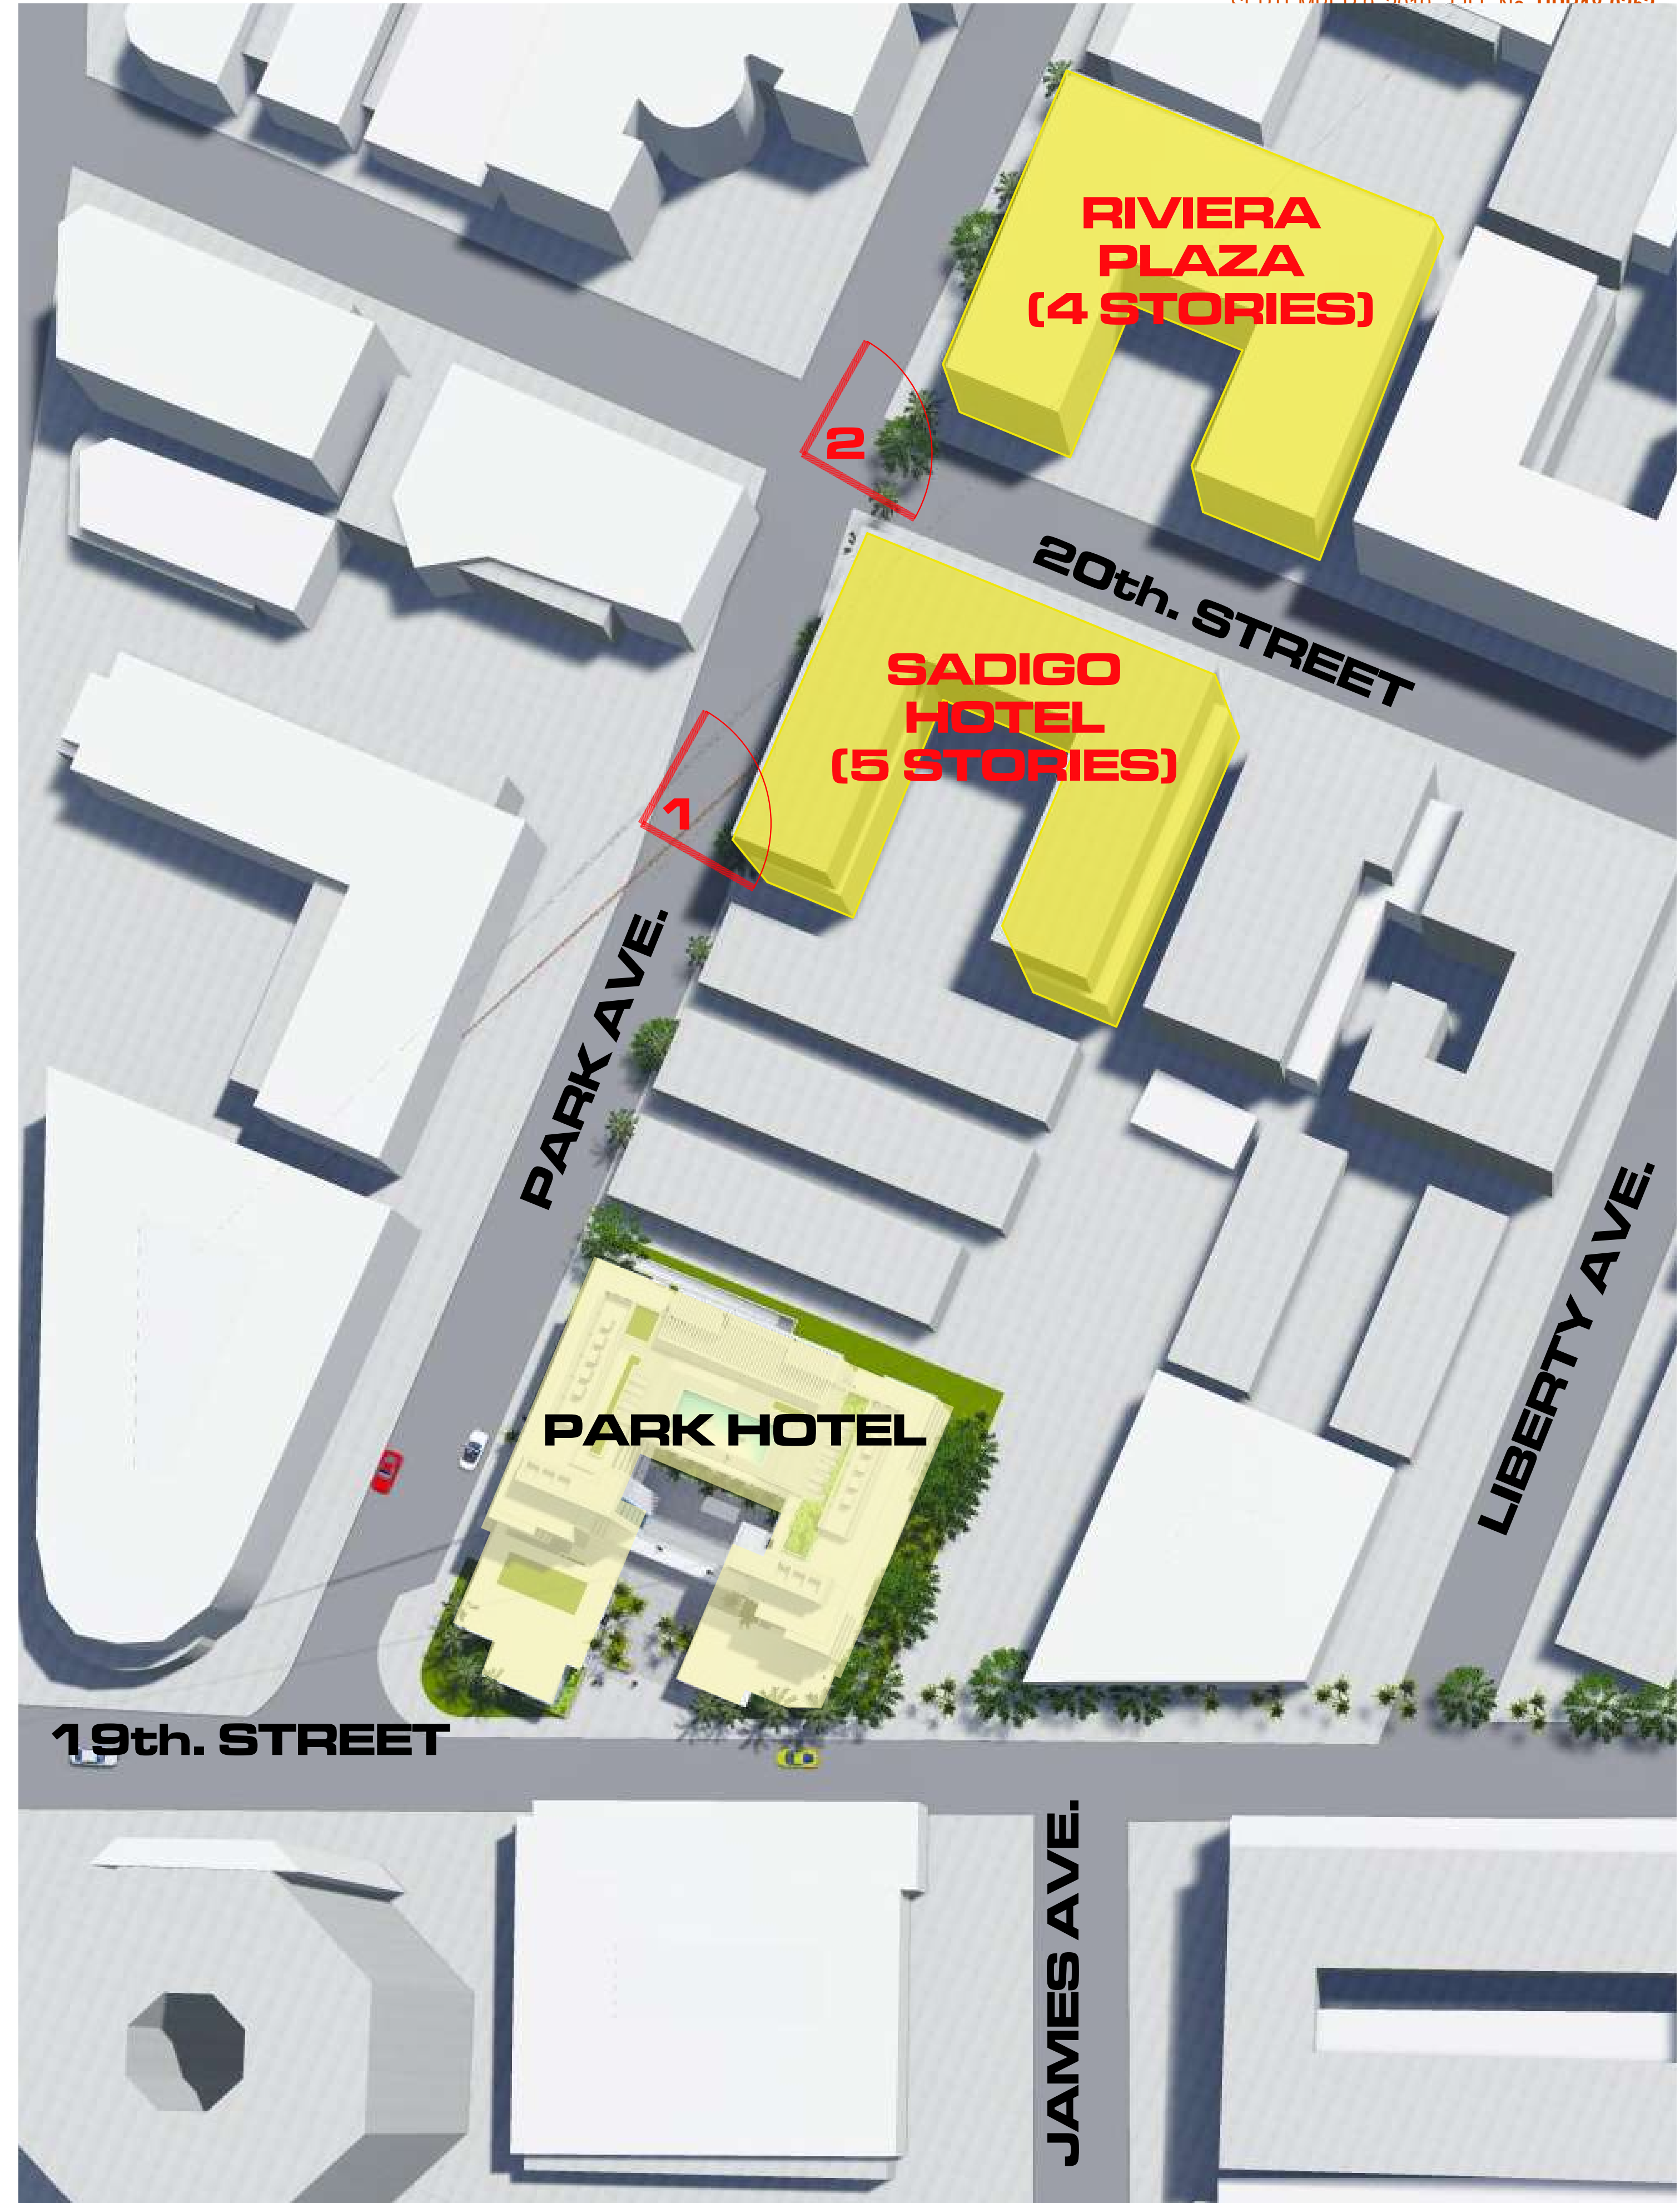 RIVIERA
PLAZA
(4 STORIES)
2
20th. STREET
SADIGO
HOTEL
(5 STORIES)
1
PARK AVE.
LIBERTY AVE.
PARK HOTEL
19th. STREET
JAMES AVE.